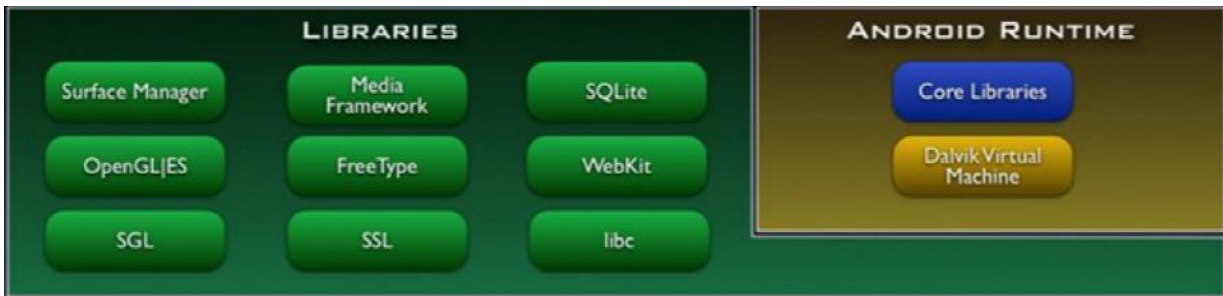 LIBRARIES
ANDROID RUNTIME
Surface Manager
Media
Framework
SQLite
Core Libraries
OpenGL|ES
FreeType
WebKit
Dalvik Virtual
Machine
SGL
SSL
libc